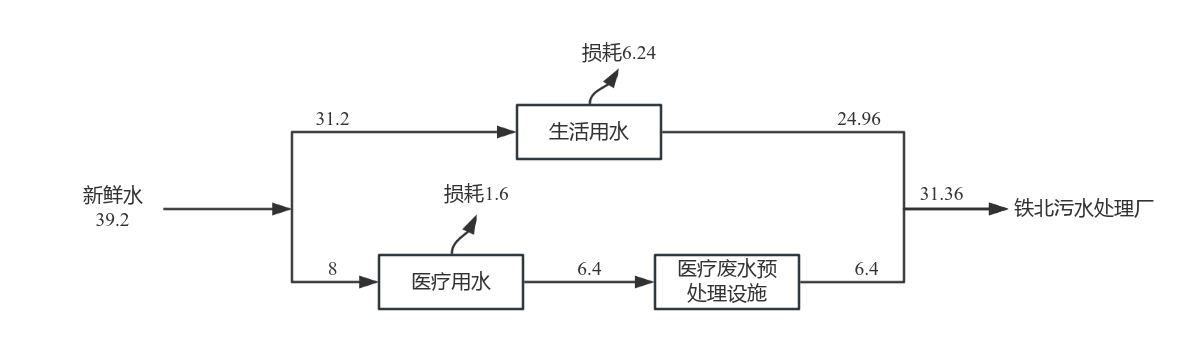 损耗6.24
31.2
生活用水
24.96
新鲜水
39.2
损耗1.6
31.36
铁北污水处理厂
8
医疗用水
6.4
医疗废水预
处理设施
6.4